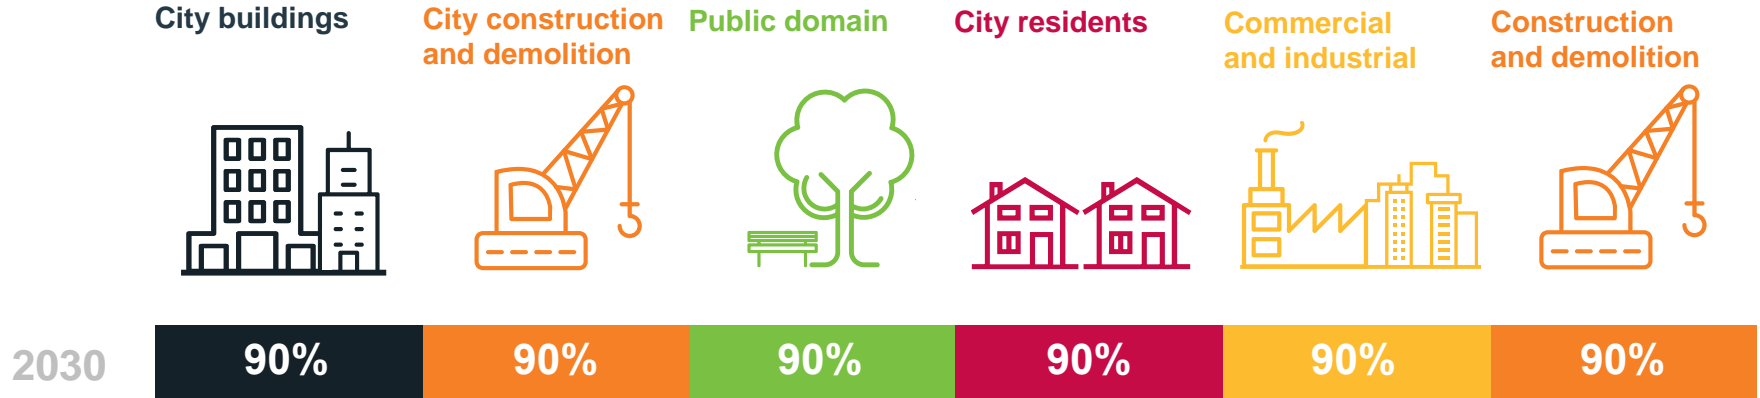 City buildings
City construction
and demolition
Public domain
City residents
Commercial
and industrial
Construction
and demolition
2030
90%
90%
90%
90%
90%
90%